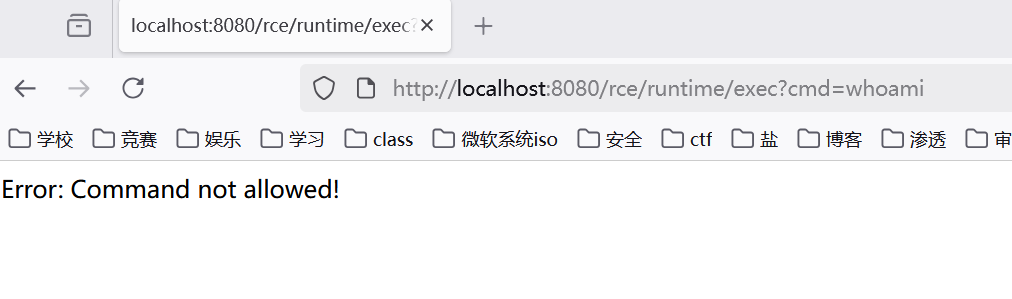 localhost:8080/rce/runtime/exec?
http://localhost:8080/rce/runtime/exec?cmd=whoami
学校 竞赛 娱乐 学习 class 微软系统iso 安全 ctf 盐 博客 渗透 审
Error: Command not allowed!